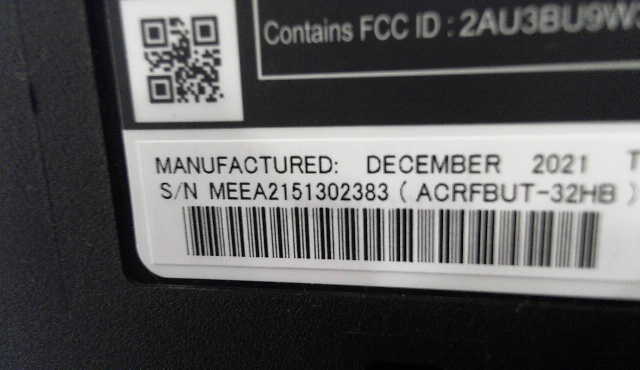 Contains FCC ID : 2AU3BU9W
MANUFACTURED: DECEMBER 2021 T
S/N MEEA2151302383 ( ACRFBUT-32HB )